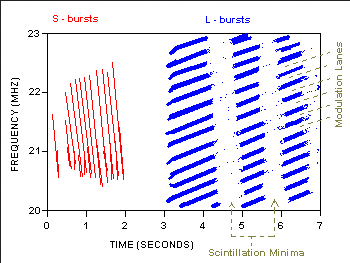 S - bursts
L - bursts
FREQUENCY (MHZ)
23
22
21
20
0
1
2
3
4
5
6
7
TIME (SECONDS)
Modulation Lanes
Scintillation Minima